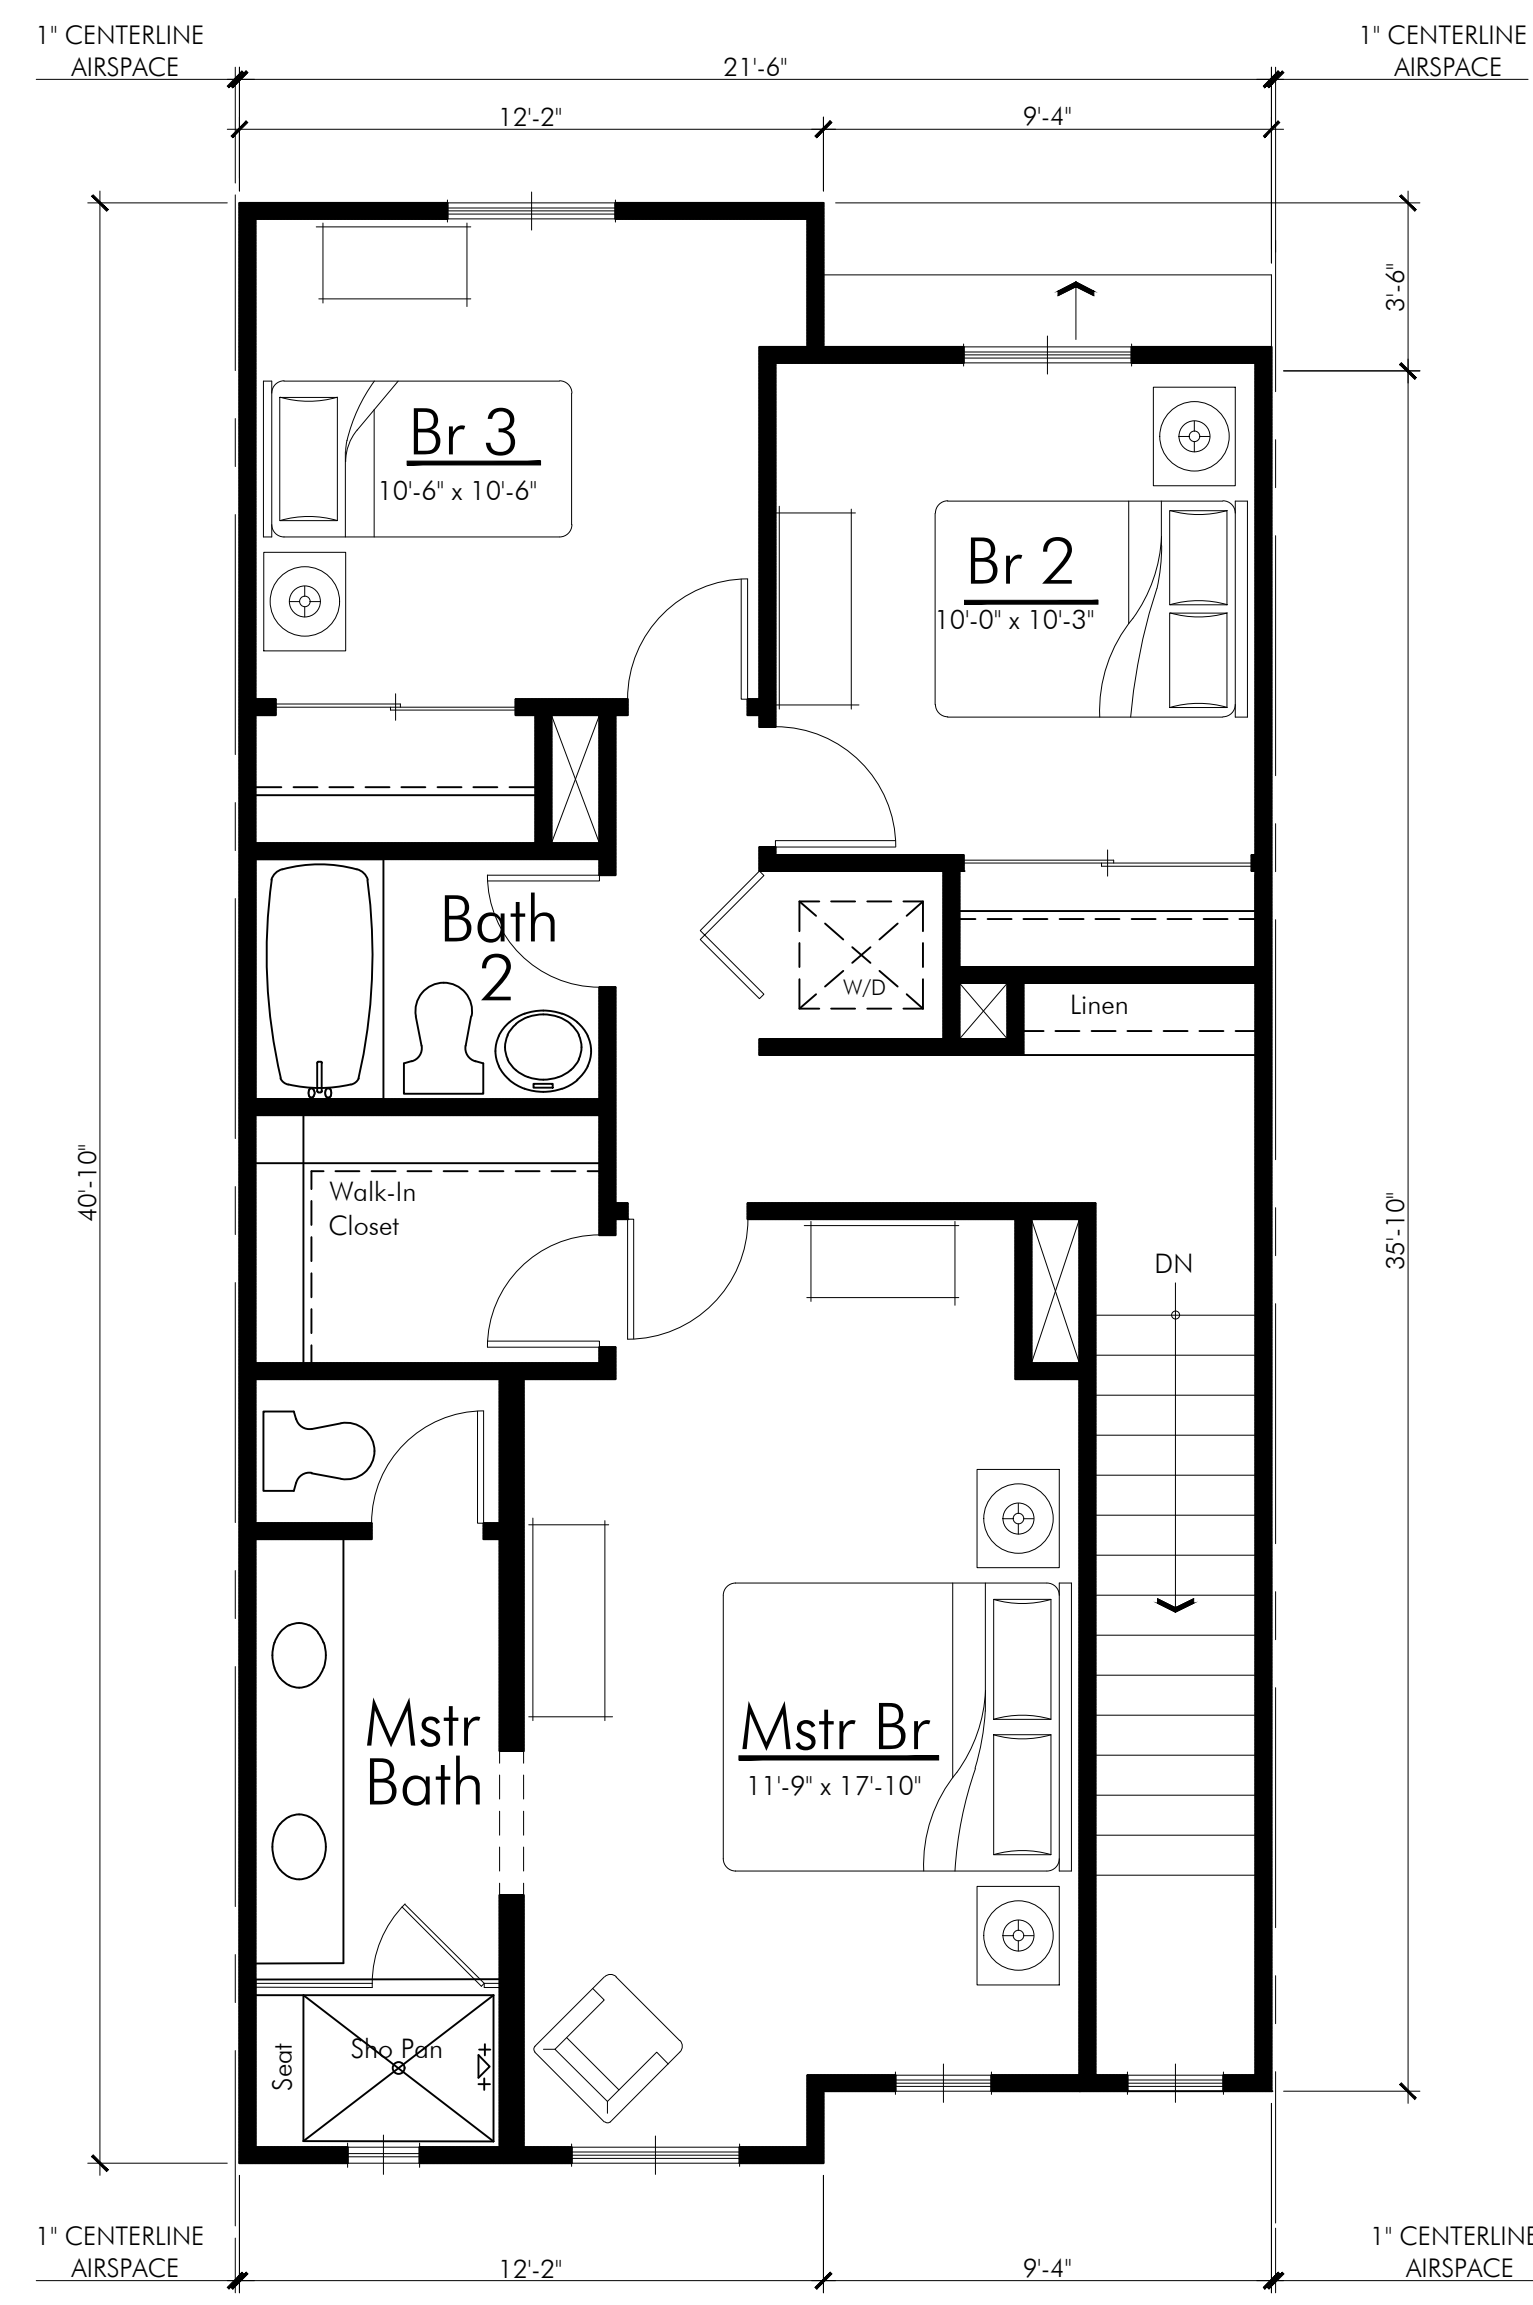 1" CENTERLINE
AIRSPACE
1" CENTERLINE
AIRSPACE
21'-6"
12'-2"
9'-4"
3'-6"
Br 3
10'-6" x 10'-6"
Br 2
10'-0" x 10'-3"
Bath
2
W/D
Linen
40'-10"
35'-10"
Walk-In
Closet
DN
Mstr
Bath
Mstr Br
11'-9" x 17'-10"
Seat
Sho Pan
1" CENTERLINE
AIRSPACE
12'-2"
9'-4"
1" CENTERLINE
AIRSPACE